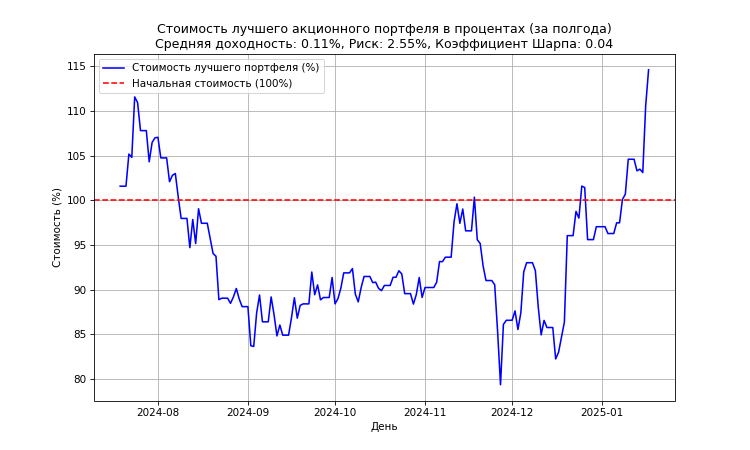 Стоимость лучшего акционного портфеля в процентах (за полгода)
Средняя доходность: 0.11%, Риск: 2.55%, Коэффициент Шарпа: 0.04
Стоимость лучшего портфеля (%)
Начальная стоимость (100%)
Стоимость (%)
115
110
105
100
95
90
85
80
2024-08
2024-09
2024-10
2024-11
2024-12
2025-01
День